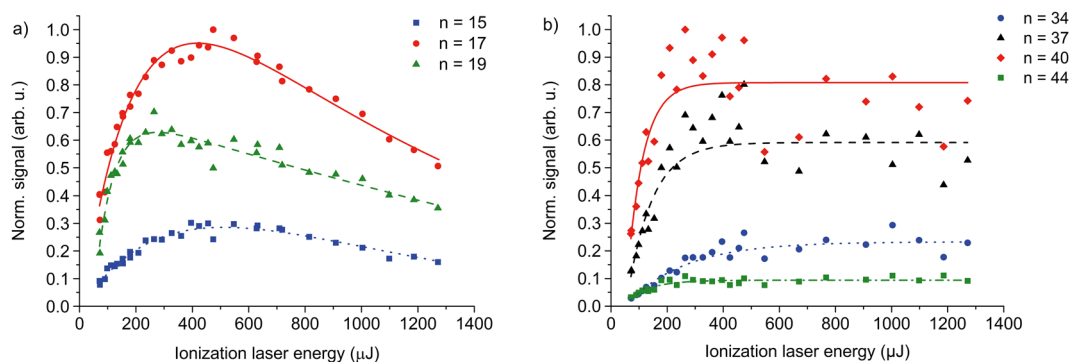 a)
Norm. signal (arb. u.)
1.0
0.9
0.8
0.7
0.6
0.5
0.4
0.3
0.2
0.1
0.0
0 200 400 600 800 1000 1200 1400
Ionization laser energy (µJ)
n = 15
n = 17
n = 19
b)
Norm. signal (arb. u.)
1.0
0.9
0.8
0.7
0.6
0.5
0.4
0.3
0.2
0.1
0.0
0 200 400 600 800 1000 1200 1400
Ionization laser energy (µJ)
n = 34
n = 37
n = 40
n = 44